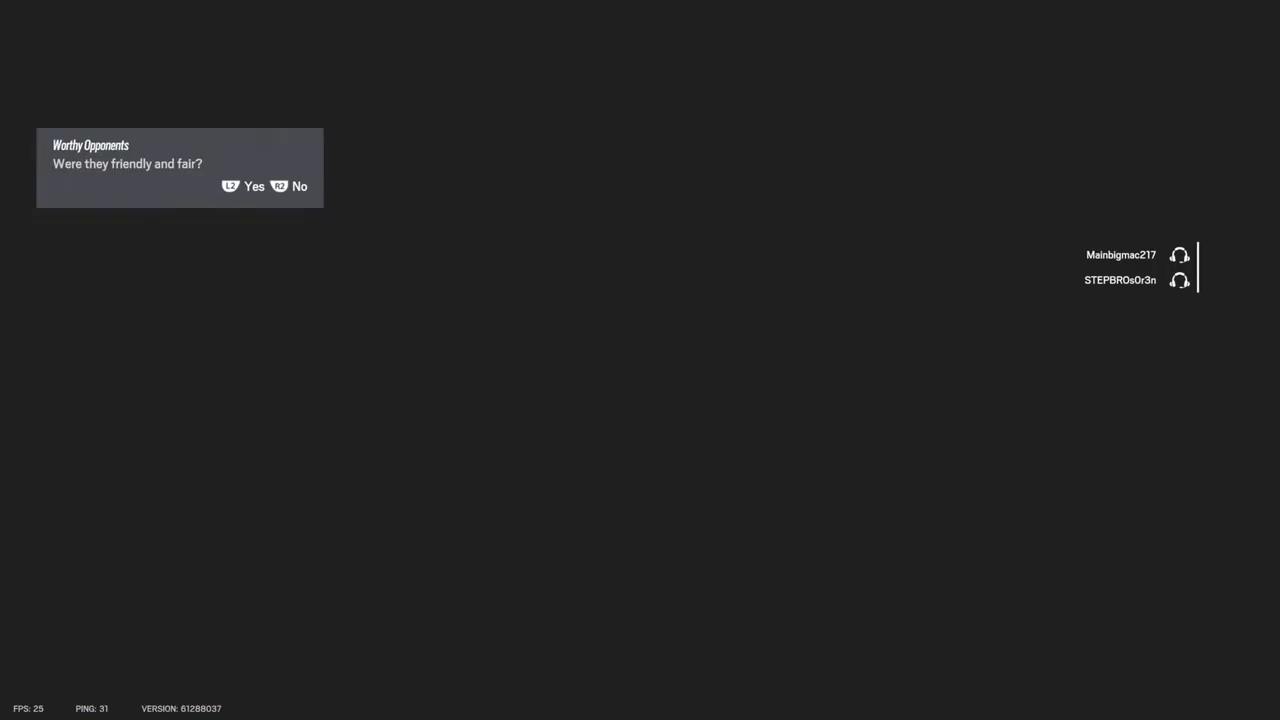 Worthy Opponents
Were they friendly and fair?
L2 Yes R2 No
Mainbigmac217
STEPBROs0r3n
FPS: 25 PING: 31 VERSION: 61288037